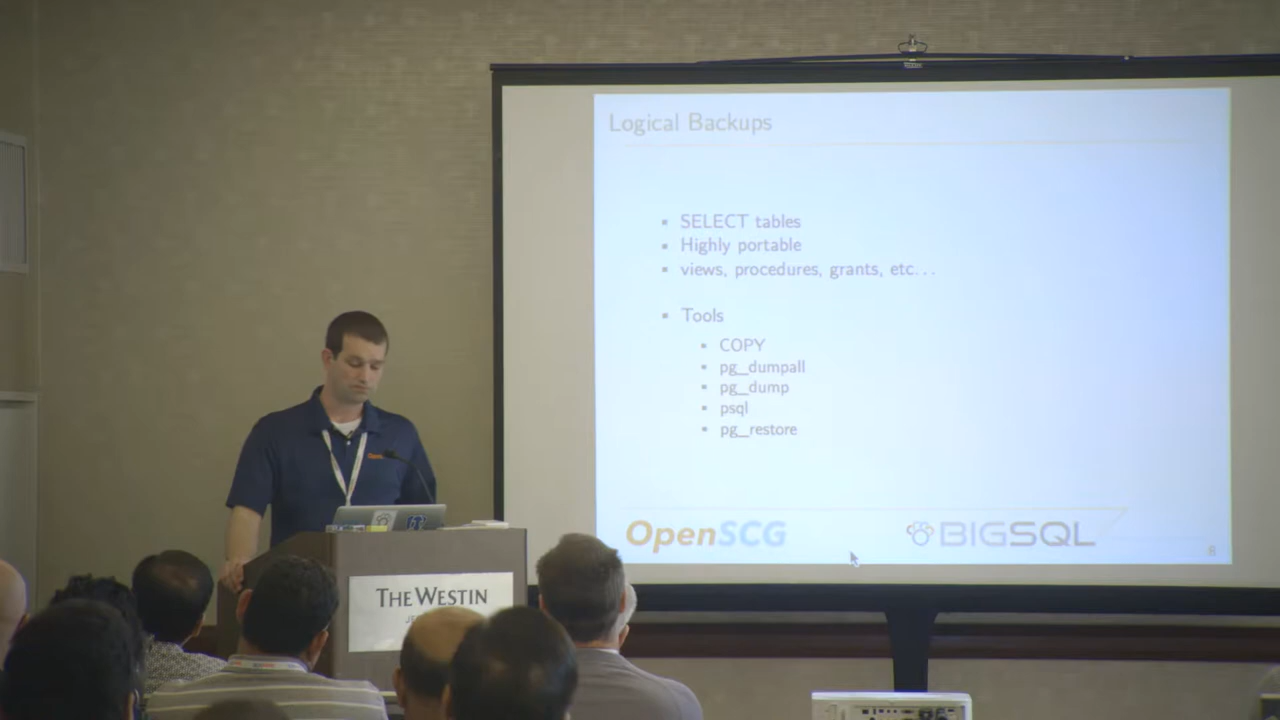 Logical Backups
SELECT tables
Highly portable
views, procedures, grants, etc...
Tools
COPY
pg_dumpall
pg_dump
psql
pg_restore
OpenSCG
BIGSQL
6
THE WESTIN